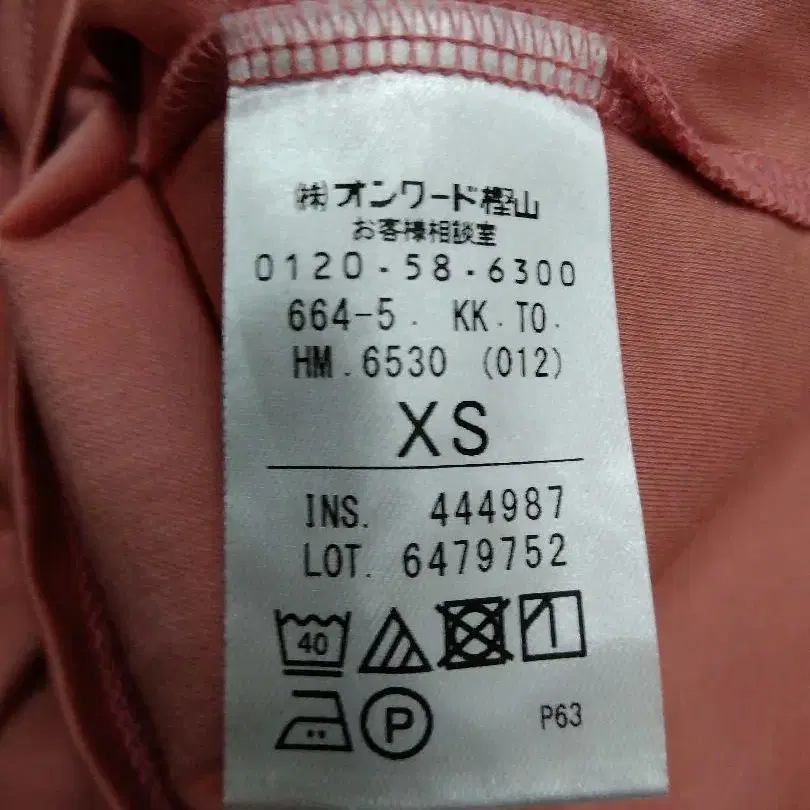 ㈱オンワード樫山
お客様相談室
0120-58-6300
664-5. KK.TO.
HM.6530 (012)
XS
INS. 444987
LOT. 6479752
40
P P63